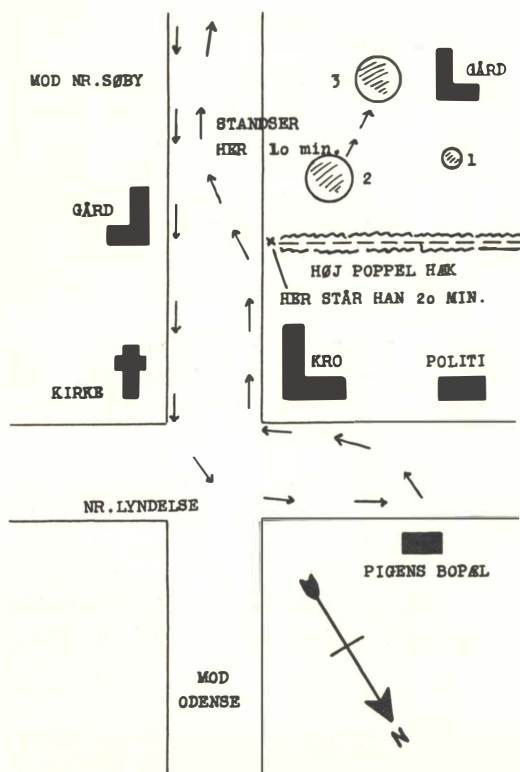 MOD NR.SØBY
3
GÅRD
STANDSER
HER 1o min.
1
2
GÅRD
HØJ POPPEL HÆK
HER STÅR HAN 2o MIN.
KRO
POLITI
KIRKE
NR.LYNDELSE
PIGENS BOPÆL
MOD
ODENSE
N